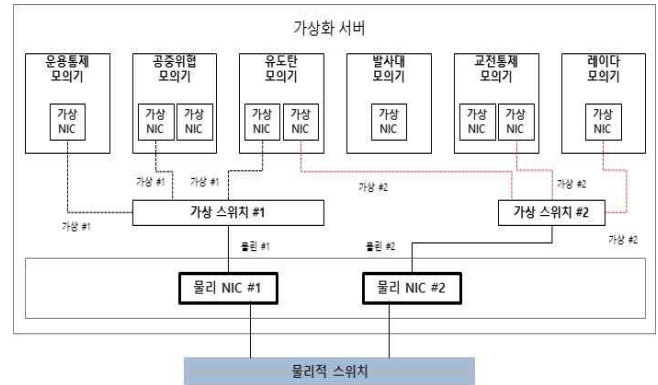 가상화 서버
운용통제
모의기
공중위협
모의기
유도탄
모의기
발사대
모의기
교전통제
모의기
레이다
모의기
가상
NIC
가상
NIC
가상
NIC
가상
NIC
가상
NIC
가상
NIC
가상
NIC
가상
NIC
가상
NIC
가상 #1
가상 #1
가상 #2
가상 #2
가상 #1
가상 스위치 #1
가상 스위치 #2
가상 #2
물린 #1
물린 #2
물리 NIC #1
물리 NIC #2
물리적 스위치